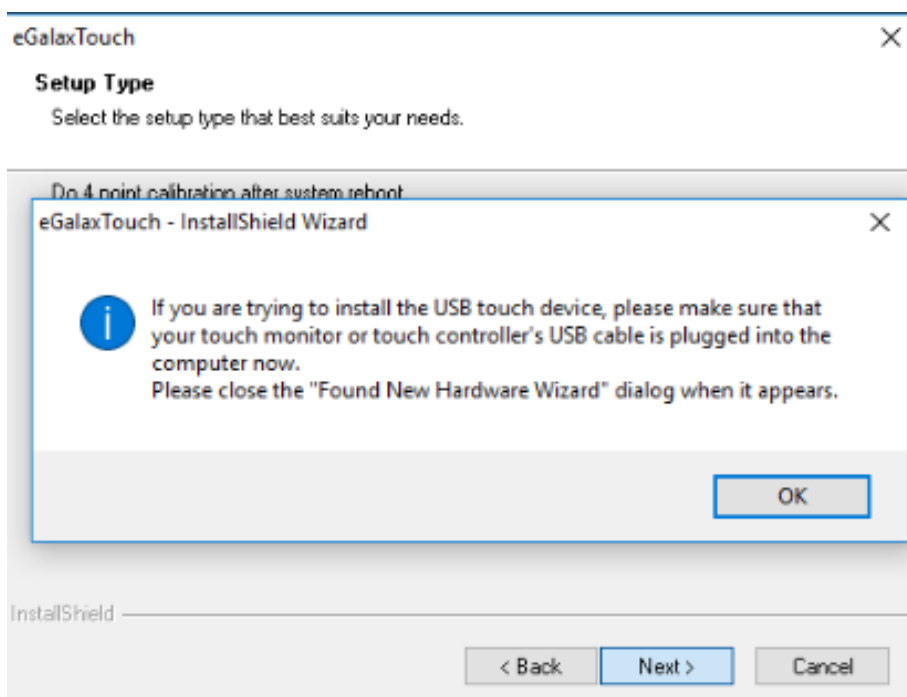 eGalaxTouch
Setup Type
Select the setup type that best suits your needs.
Do 4 point calibration after system reboot
eGalaxTouch - InstallShield Wizard
If you are trying to install the USB touch device, please make sure that
your touch monitor or touch controller's USB cable is plugged into the
computer now.
Please close the "Found New Hardware Wizard" dialog when it appears.
OK
InstallShield
< Back
Next >
Cancel